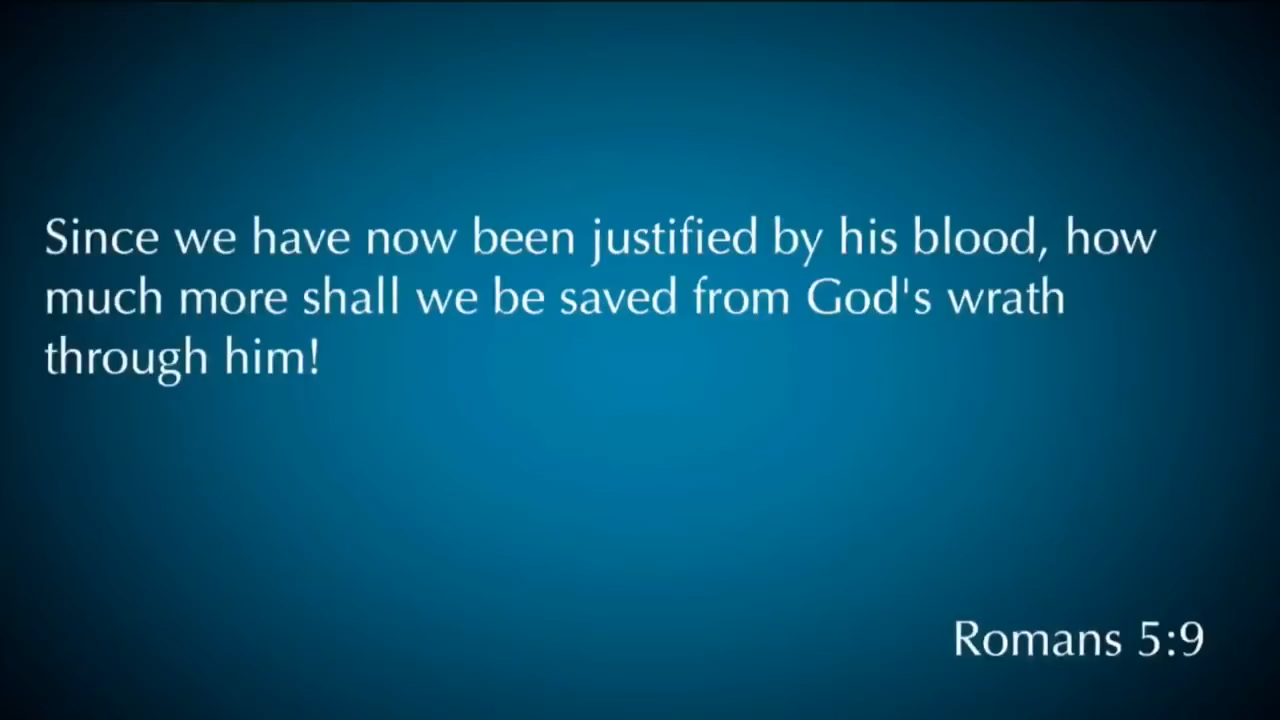 Since we have now been justified by his blood, how
much more shall we be saved from God's wrath
through him!
Romans 5:9